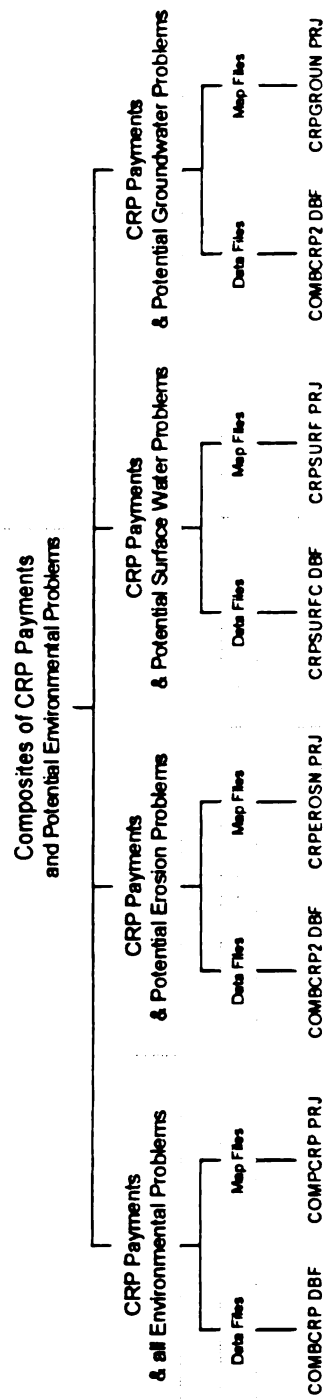 Composites of CRP Payments
and Potential Environmental Problems
CRP Payments
& all Environmental Problems
Data Files
Map Files
COMBCRP DBF
COMPCRP PRJ
CRP Payments
& Potential Erosion Problems
Data Files
Map Files
COMBCRP2 DBF
CRPEROSN PRJ
CRP Payments
& Potential Surface Water Problems
Data Files
Map Files
CRPSURFC DBF
CRPSURF PRJ
CRP Payments
& Potential Groundwater Problems
Data Files
Map Files
COMBCRP2 DBF
CRPGROUN PRJ